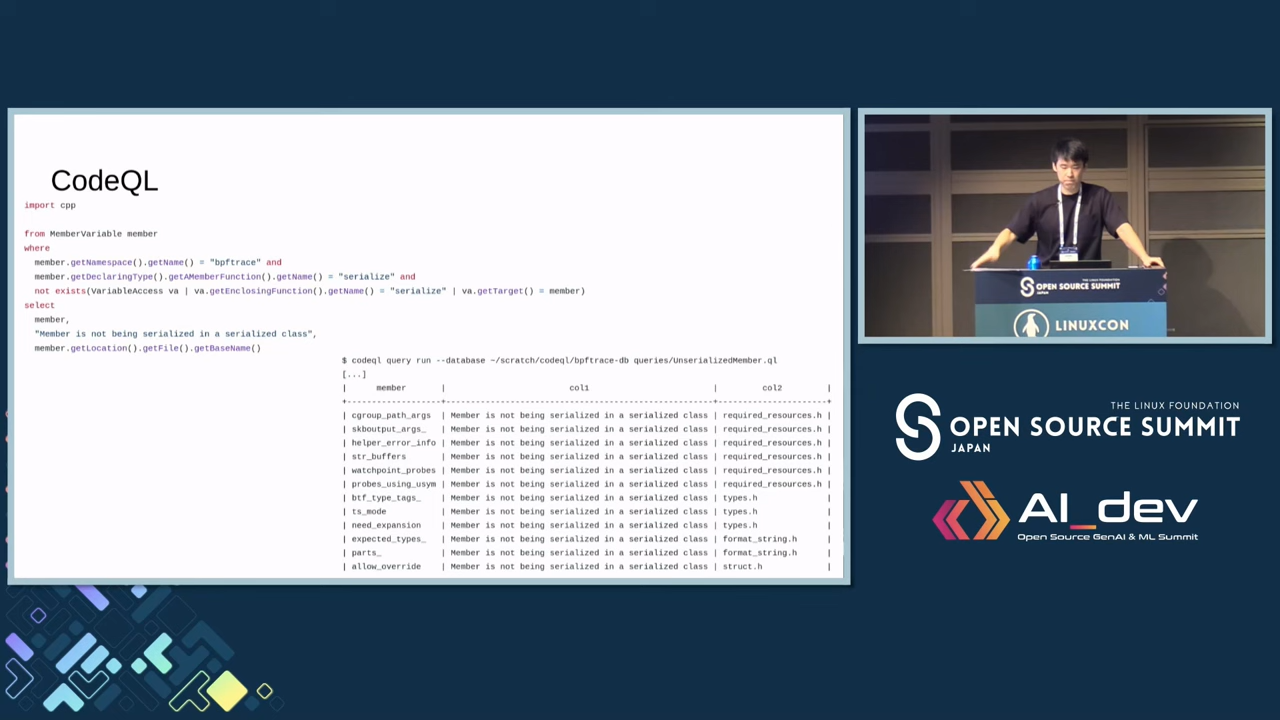 CodeQL
import cpp
from MemberVariable member
where
member.getNamespace().getName() = "bpftrace" and
member.getDeclaringType().getAMemberFunction().getName() = "serialize" and
not exists(VariableAccess va | va.getEnclosingFunction().getName() = "serialize" | va.getTarget() = member)
select
member,
"Member is not being serialized in a serialized class",
member.getLocation().getFile().getBaseName()
$ codeql query run --database ~/scratch/codeql/bpftrace-db queries/UnserializedMember.ql
[...]
| member | col1 | col2 |
+------------------+------------------------------------------------------+----------------------+
| cgroup_path_args | Member is not being serialized in a serialized class | required_resources.h |
| skboutput_args_ | Member is not being serialized in a serialized class | required_resources.h |
| helper_error_info | Member is not being serialized in a serialized class | required_resources.h |
| str_buffers | Member is not being serialized in a serialized class | required_resources.h |
| watchpoint_probes | Member is not being serialized in a serialized class | required_resources.h |
| probes_using_usym | Member is not being serialized in a serialized class | required_resources.h |
| btf_type_tags_ | Member is not being serialized in a serialized class | types.h |
| ts_mode | Member is not being serialized in a serialized class | types.h |
| need_expansion | Member is not being serialized in a serialized class | types.h |
| expected_types_ | Member is not being serialized in a serialized class | format_string.h |
| parts_ | Member is not being serialized in a serialized class | format_string.h |
| allow_override | Member is not being serialized in a serialized class | struct.h |
THE LINUX FOUNDATION
OPEN SOURCE SUMMIT
JAPAN
LINUXCON
THE LINUX FOUNDATION
OPEN SOURCE SUMMIT
JAPAN
AI_dev
Open Source GenAI & ML Summit